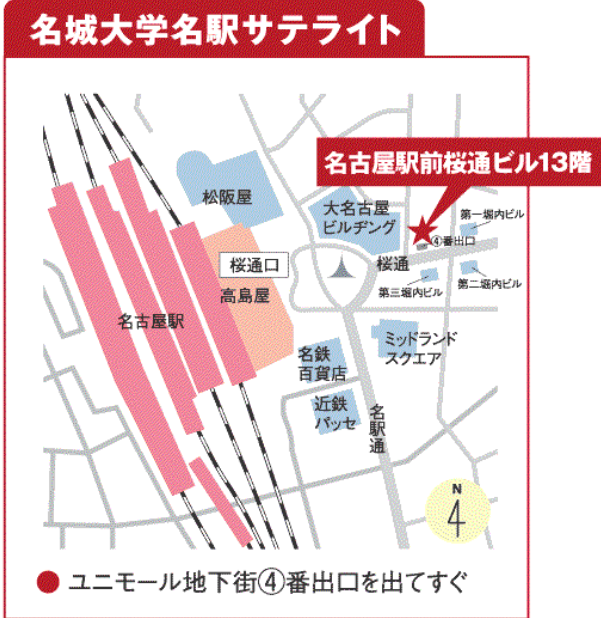 名城大学名駅サテライト
名古屋駅前桜通ビル13階
松阪屋
大名古屋
ビルヂング
第一堀内ビル
④番出口
桜通口
桜通
高島屋
第三堀内ビル
第二堀内ビル
名古屋駅
ミッドランド
スクエア
名鉄
百貨店
近鉄
パッセ
名駅通
N
● ユニモール地下街④番出口を出てすぐ